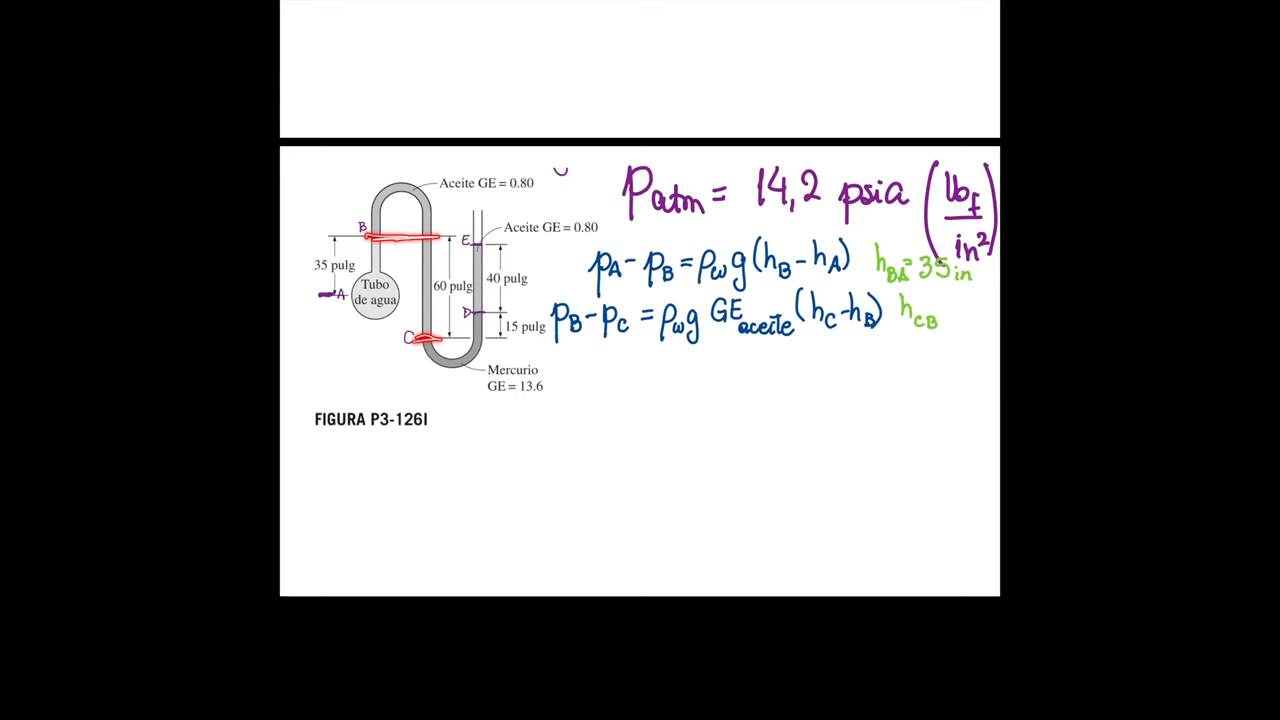 Aceite GE = 0.80
Aceite GE = 0.80
B
E
35 pulg
A
Tubo
de agua
60 pulg
40 pulg
D
15 pulg
C
Mercurio
GE = 13.6
FIGURA P3-126I
Patm = 14,2 psia (lbf/in²)
pA - pB = ρw g (hB - hA) hBA = 35 in
pB - pC = ρw g GEaceite (hC - hB) hCB